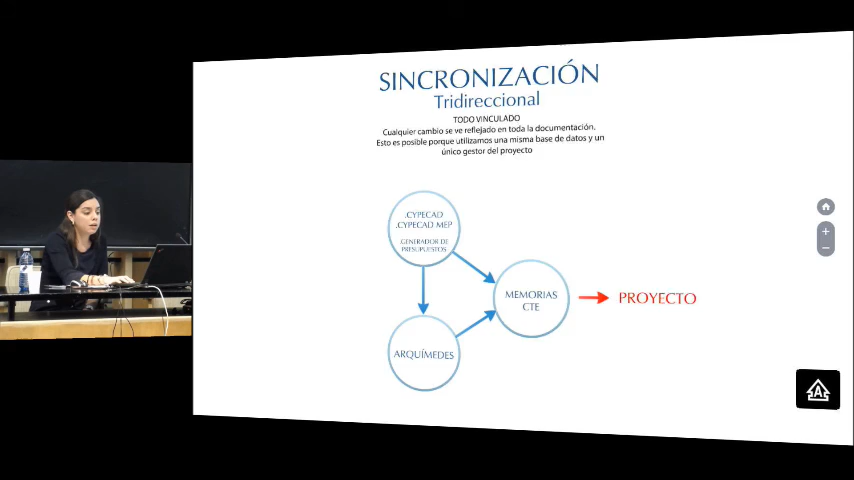 SINCRONIZACIÓN
Tridireccional
TODO VINCULADO
Cualquier cambio se ve reflejado en toda la documentación.
Esto es posible porque utilizamos una misma base de datos y un
único gestor del proyecto
.CYPECAD
.CYPECAD MEP
.GENERADOR DE
PRESUPUESTOS
MEMORIAS
CTE
PROYECTO
ARQUÍMEDES
A